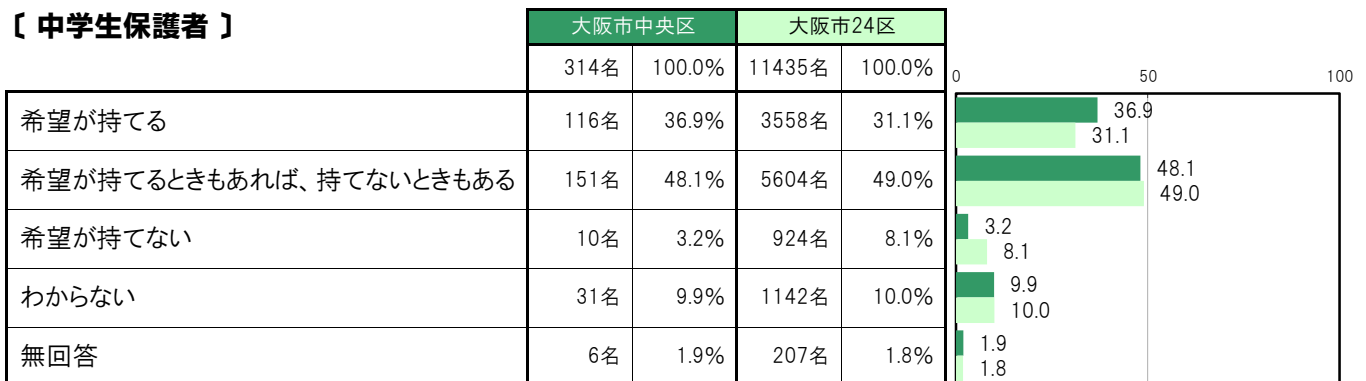 〔 中学生保護者 〕
大阪市中央区 大阪市24区
314名 100.0% 11435名 100.0%
0 50 100
希望が持てる 116名 36.9% 3558名 31.1%
36.9
31.1
希望が持てるときもあれば、持てないときもある 151名 48.1% 5604名 49.0%
48.1
49.0
希望が持てない 10名 3.2% 924名 8.1%
3.2
8.1
わからない 31名 9.9% 1142名 10.0%
9.9
10.0
無回答 6名 1.9% 207名 1.8%
1.9
1.8